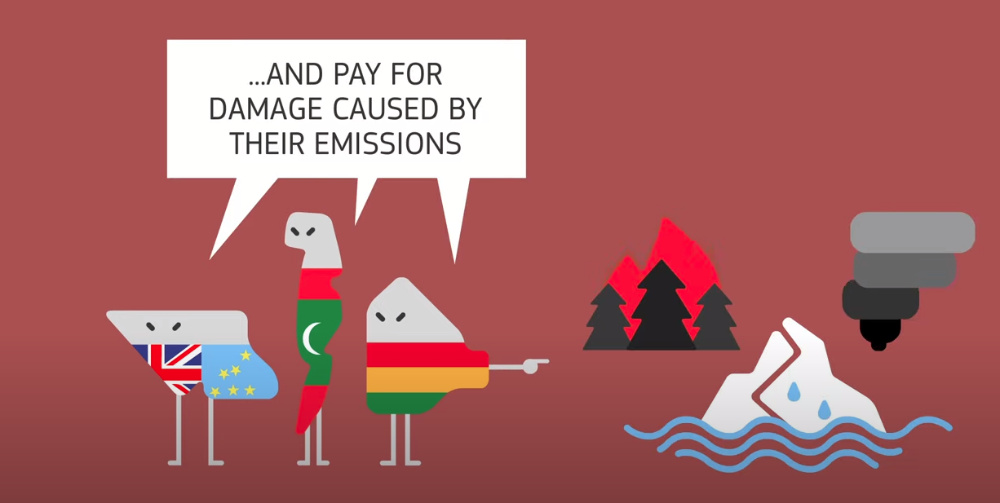 ...AND PAY FOR
DAMAGE CAUSED BY
THEIR EMISSIONS